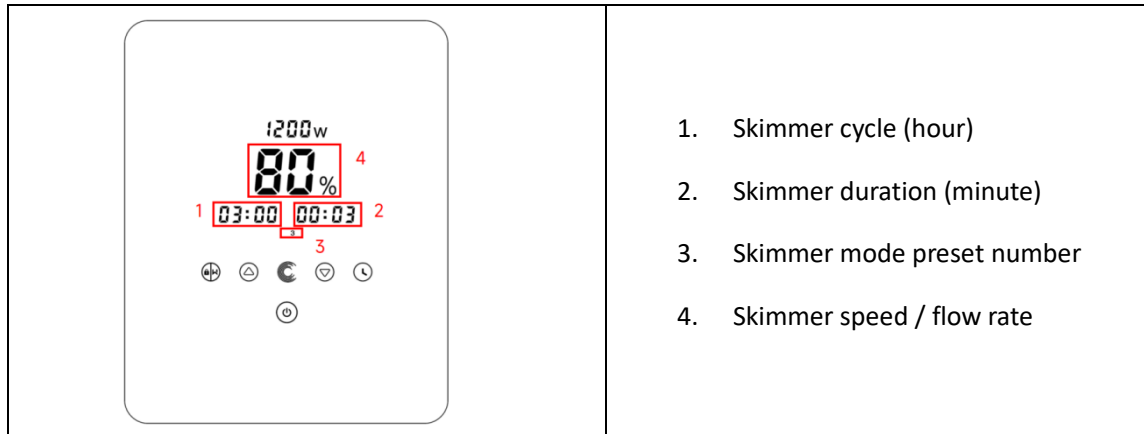 1200w
80% 4
1 03:00 00:03 2
3
3
1. Skimmer cycle (hour)
2. Skimmer duration (minute)
3. Skimmer mode preset number
4. Skimmer speed / flow rate